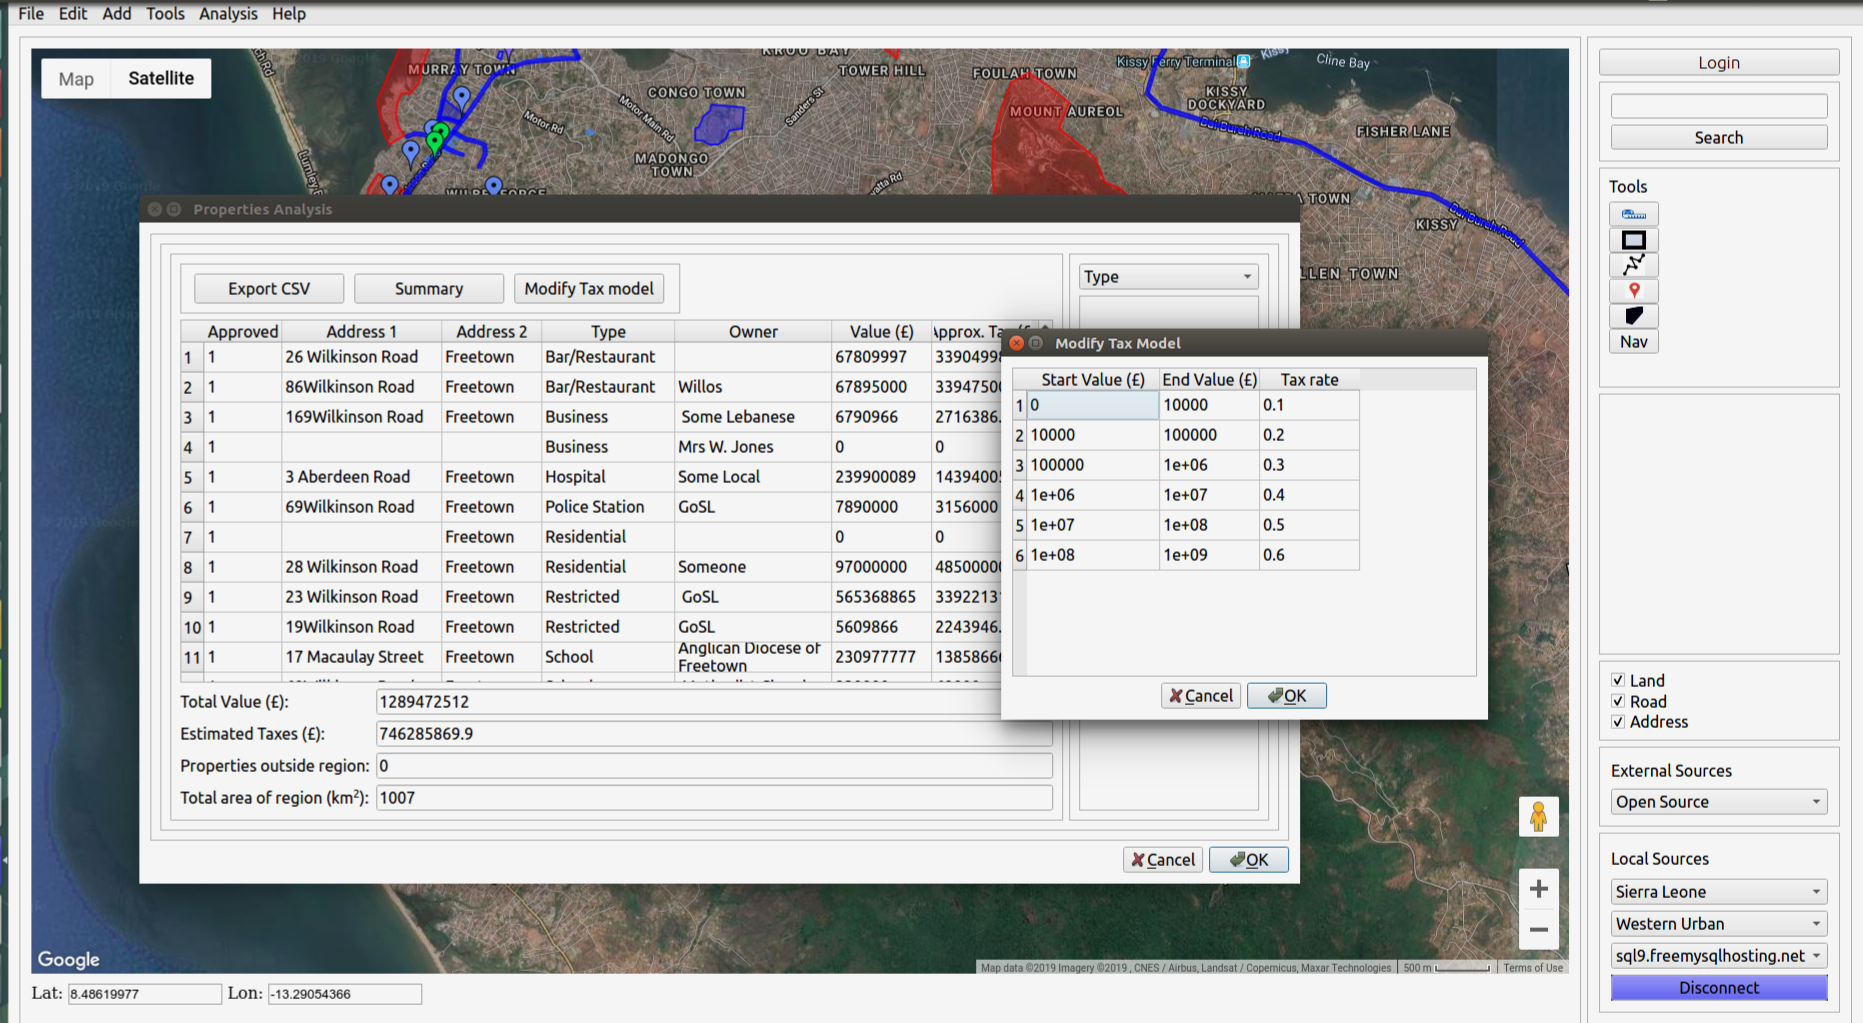 File Edit Add Tools Analysis Help
Map Satellite
MURRAY TOWN
CONGO TOWN
TOWER HILL
FOULAH TOWN
Kissy Ferry Terminal
Cline Bay
KISSY
DOCKYARD
MOUNT AUREOL
FISHER LANE
Motor Rd
Motor Main Rd
Sanders St
MADONGO
TOWN
Bai Bureh Road
KISSY
Bai Bureh Road
Login
Search
Tools
Nav
Properties Analysis
Export CSV Summary Modify Tax model
Type
Approved Address 1 Address 2 Type Owner Value (£)
1 1 26 Wilkinson Road Freetown Bar/Restaurant 67809997 3390499
2 1 86Wilkinson Road Freetown Bar/Restaurant Willos 67895000 3394750
3 1 169Wilkinson Road Freetown Business Some Lebanese 6790966 2716386.
4 1 Business Mrs W. Jones 0 0
5 1 3 Aberdeen Road Freetown Hospital Some Local 239900089 1439400
6 1 69Wilkinson Road Freetown Police Station GoSL 7890000 3156000
7 1 Freetown Residential 0 0
8 1 28 Wilkinson Road Freetown Residential Someone 97000000 4850000
9 1 23 Wilkinson Road Freetown Restricted GoSL 565368865 3392213
10 1 19Wilkinson Road Freetown Restricted GoSL 5609866 2243946.
11 1 17 Macaulay Street Freetown School Anglican Diocese of Freetown 230977777 1385866
Total Value (£): 1289472512
Estimated Taxes (£): 746285869.9
Properties outside region: 0
Total area of region (km²): 1007
Cancel OK
Modify Tax Model
Start Value (£) End Value (£) Tax rate
1 0 10000 0.1
2 10000 100000 0.2
3 100000 1e+06 0.3
4 1e+06 1e+07 0.4
5 1e+07 1e+08 0.5
6 1e+08 1e+09 0.6
Cancel OK
Land
Road
Address
External Sources
Open Source
Local Sources
Sierra Leone
Western Urban
sql9.freemysqlhosting.net
Disconnect
Google
Map data ©2019 Imagery ©2019 , CNES / Airbus, Landsat / Copernicus, Maxar Technologies 500 m Terms of Use
Lat: 8.48619977 Lon: -13.29054366